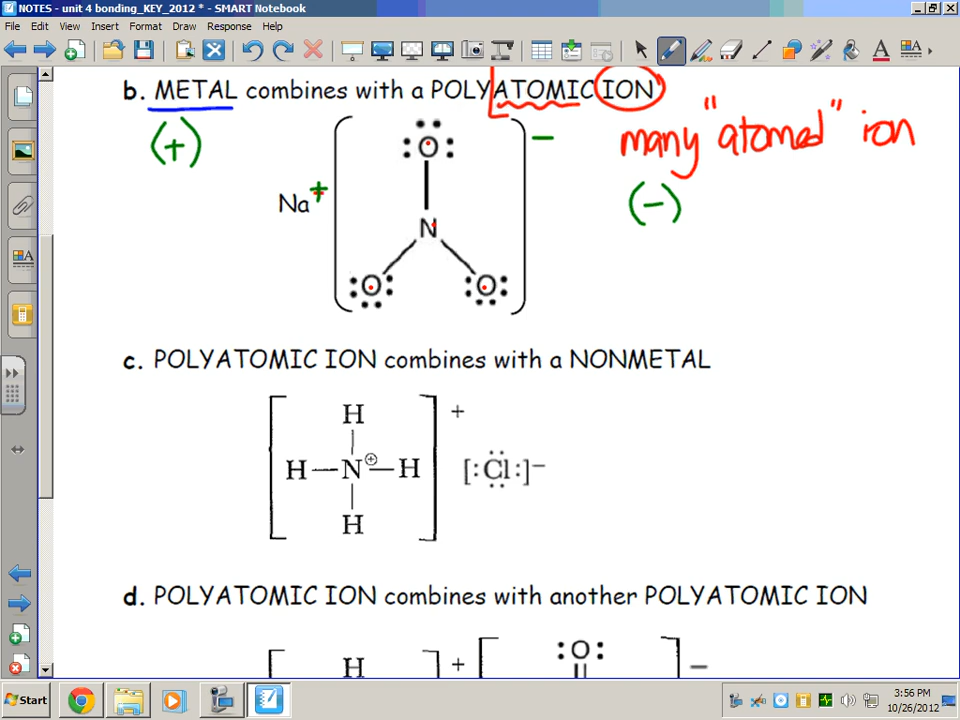 NOTES - unit 4 bonding_KEY_2012 * - SMART Notebook
File Edit View Insert Format Draw Response Help
b. METAL combines with a POLYATOMIC ION
(+)
many "atomed" ion
(-)
Na +
O
N
O O
−
c. POLYATOMIC ION combines with a NONMETAL
H
H—N⊕—H
H
+
[:Cl:]−
d. POLYATOMIC ION combines with another POLYATOMIC ION
H
+
:O:
−
Start
3:56 PM
10/26/2012